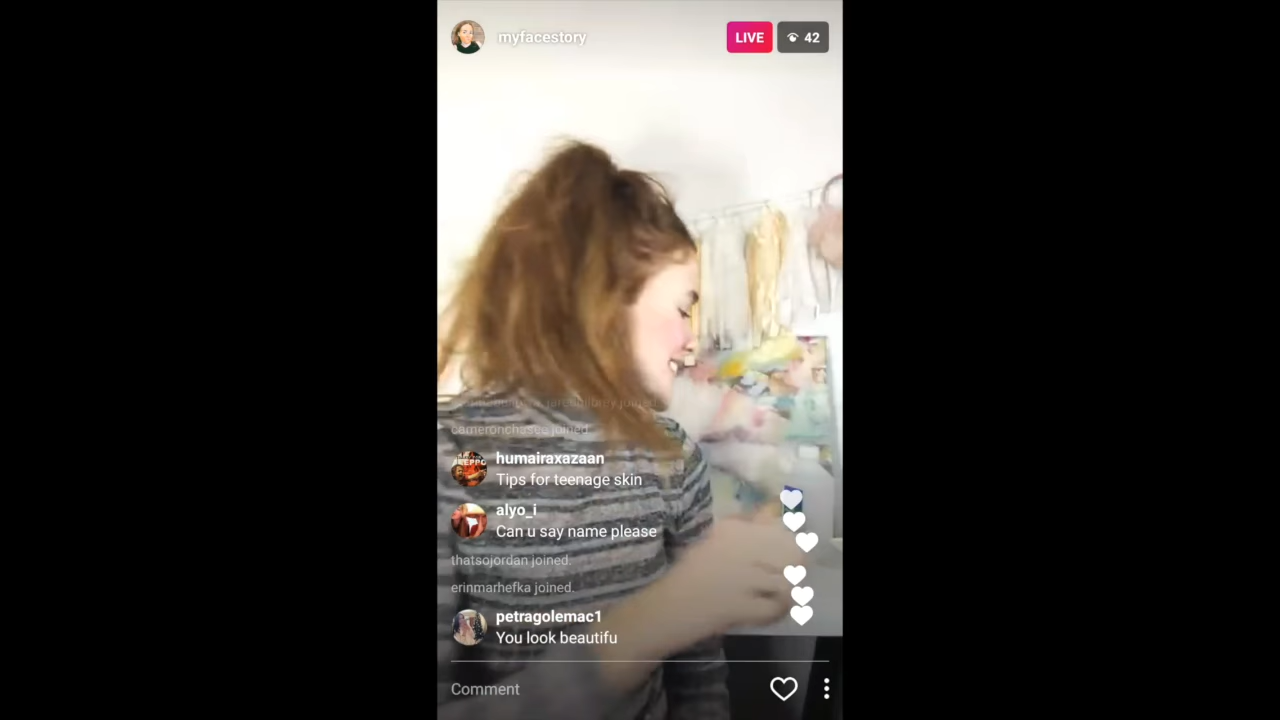 myfacestory
LIVE
42
joined
cameronchasee joined
humairaxazaan
Tips for teenage skin
alyo_i
Can u say name please
thatsojordan joined.
erinmarhefka joined.
petragolemac1
You look beautifu
Comment